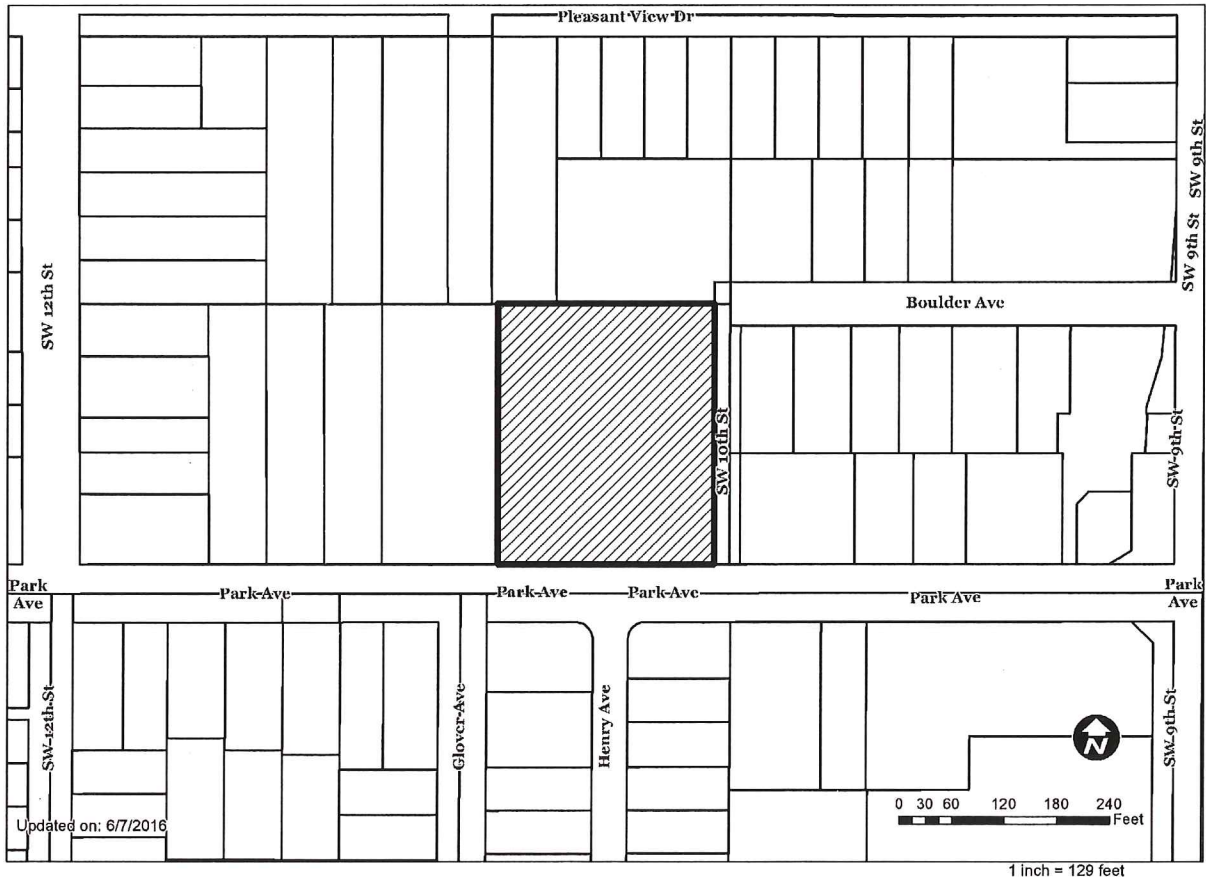 Pleasant View Dr
SW 9th St
SW 9th St
SW 12th St
Boulder Ave
SW 10th St
SW 9th St
Park
Ave
Park Ave
Park Ave
Park Ave
Park Ave
Park
Ave
SW 12th St
Glover Ave
Henry Ave
SW 9th St
N
0 30 60 120 180 240
Feet
Updated on: 6/7/2016
1 inch = 129 feet